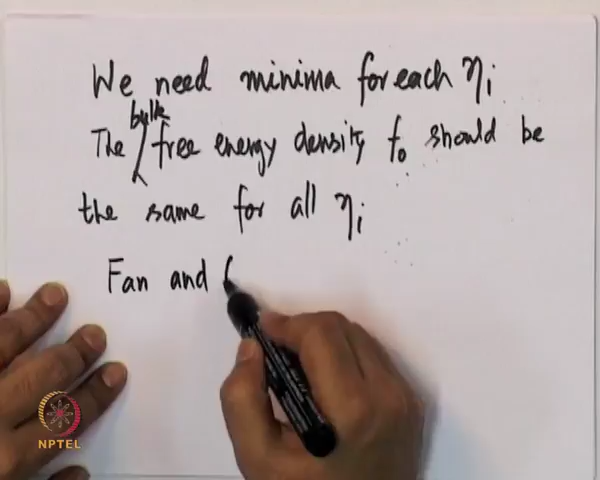 We need minima for each ηi
bulk
The free energy density f₀ should be
the same for all ηi
Fan and
NPTEL